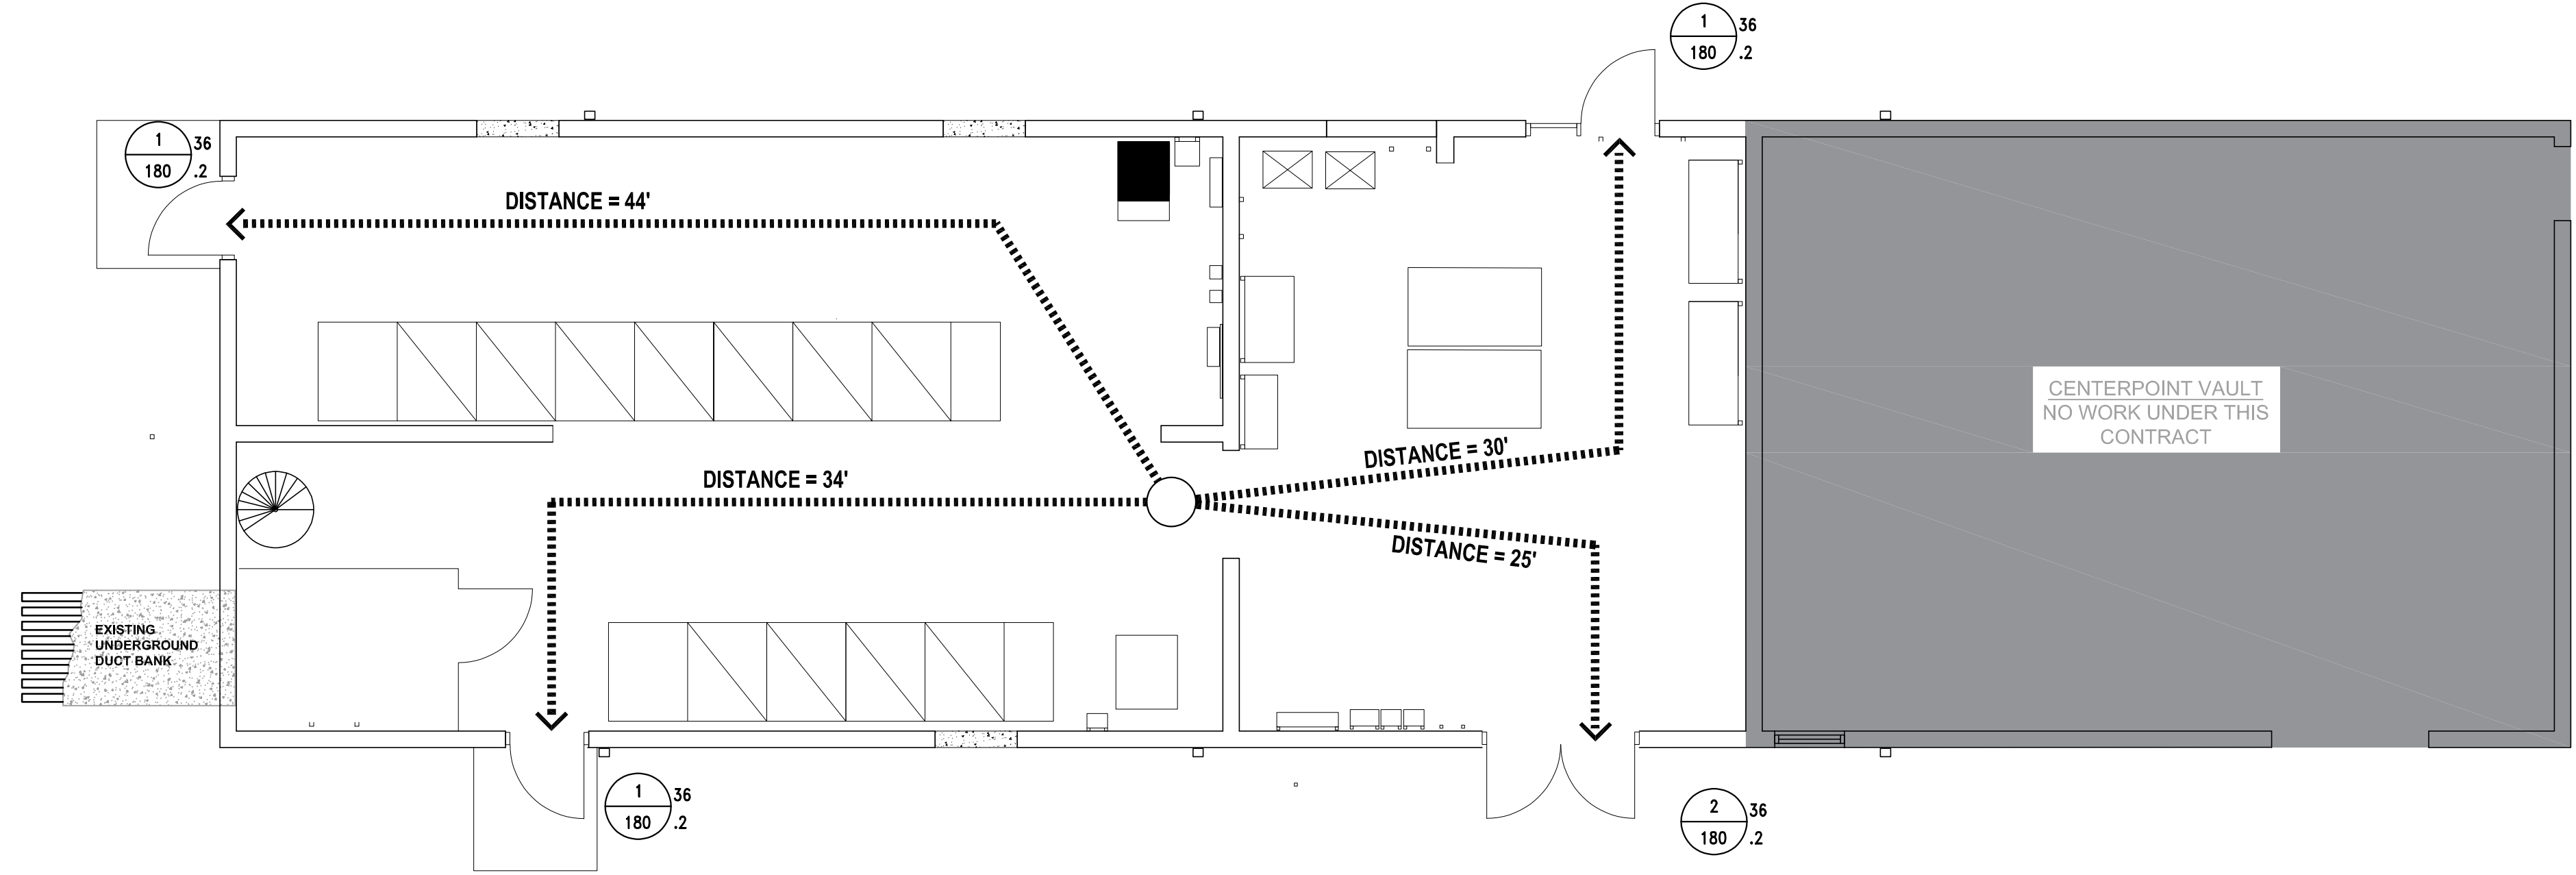 1 36
180 .2
1 36
180 .2
DISTANCE = 44'
DISTANCE = 34'
DISTANCE = 30'
DISTANCE = 25'
CENTERPOINT VAULT
NO WORK UNDER THIS
CONTRACT
EXISTING
UNDERGROUND
DUCT BANK
1 36
180 .2
2 36
180 .2